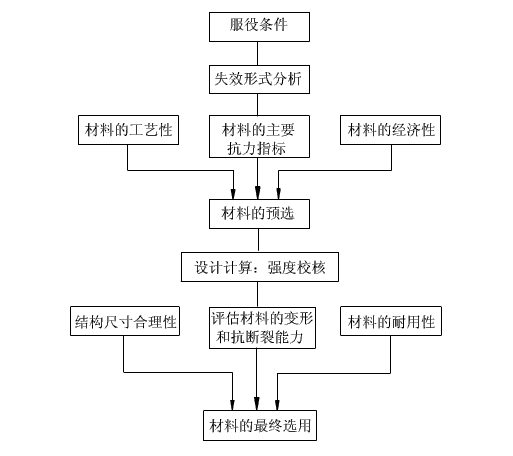 服役条件
失效形式分析
材料的工艺性
材料的主要
抗力指标
材料的经济性
材料的预选
设计计算：强度校核
结构尺寸合理性
评估材料的变形
和抗断裂能力
材料的耐用性
材料的最终选用